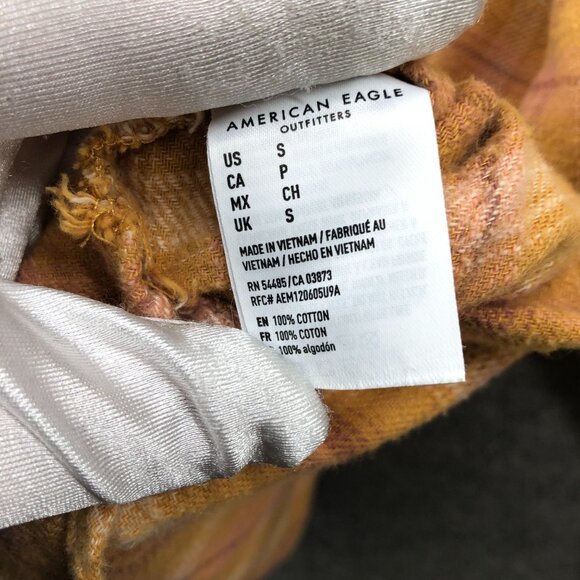 AMERICAN EAGLE
OUTFITTERS
US S
CA P
MX CH
UK S
MADE IN VIETNAM / FABRIQUÉ AU
VIETNAM / HECHO EN VIETNAM
RN 54485 / CA 03873
RFC# AEM120605U9A
EN 100% COTTON
FR 100% COTON
100% algodón